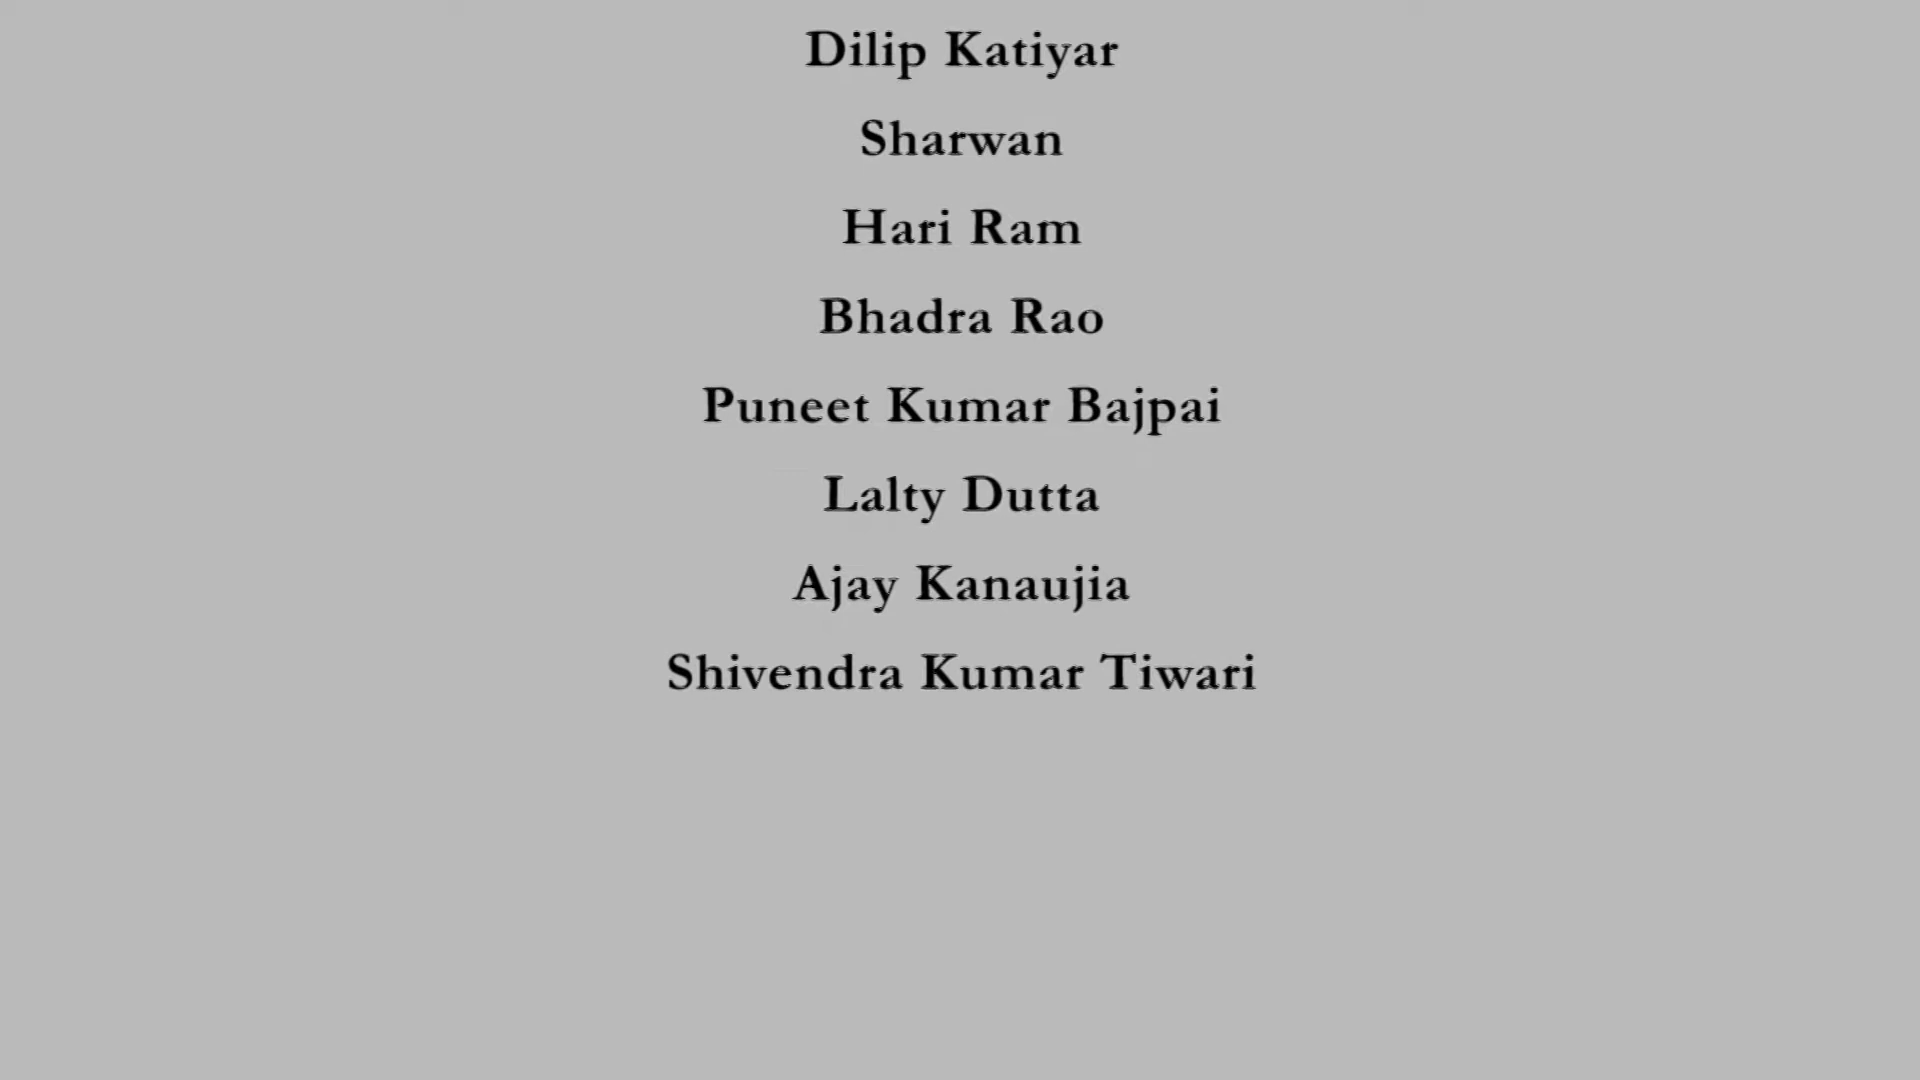 Dilip Katiyar
Sharwan
Hari Ram
Bhadra Rao
Puneet Kumar Bajpai
Lalty Dutta
Ajay Kanaujia
Shivendra Kumar Tiwari